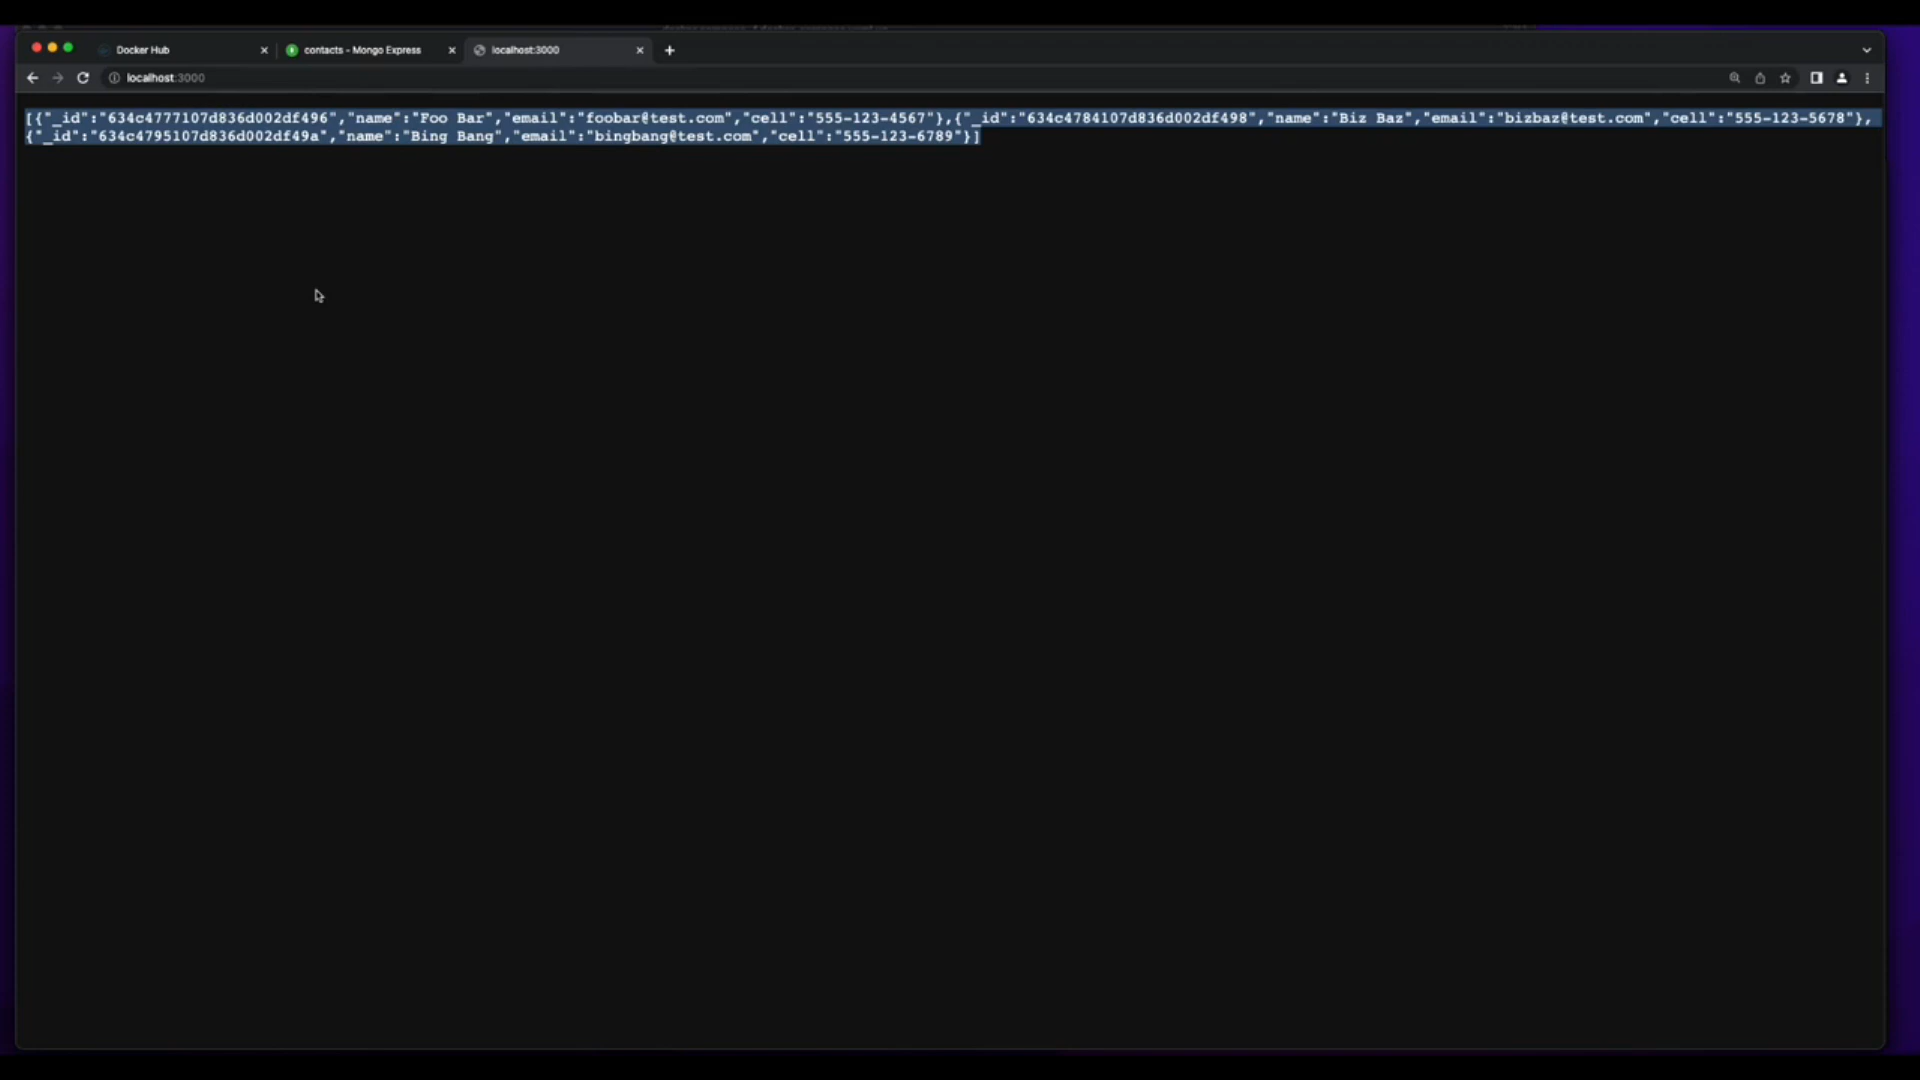 Docker Hub
contacts - Mongo Express
localhost:3000
localhost:3000
[{"_id":"634c4777107d836d002df496","name":"Foo Bar","email":"foobar@test.com","cell":"555-123-4567"},{"_id":"634c4784107d836d002df498","name":"Biz Baz","email":"bizbaz@test.com","cell":"555-123-5678"},
{"_id":"634c4795107d836d002df49a","name":"Bing Bang","email":"bingbang@test.com","cell":"555-123-6789"}]